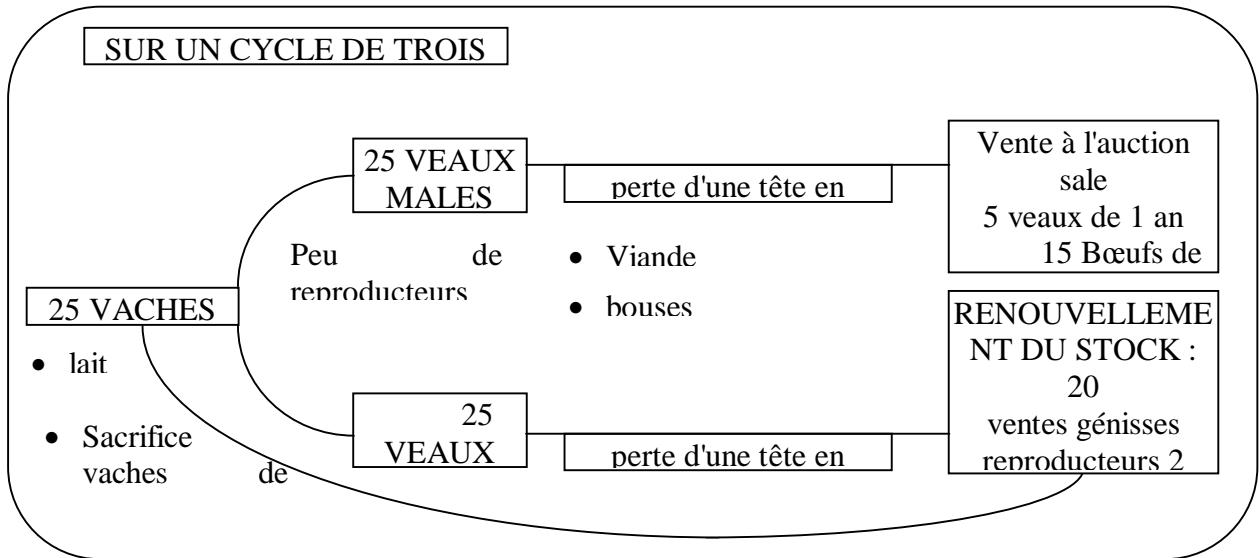 SUR UN CYCLE DE TROIS
25 VEAUX
MALES
perte d'une tête en
Vente à l'auction
sale
5 veaux de 1 an
15 Bœufs de
Peu de
reproducteurs
• Viande
• bouses
25 VACHES
• lait
• Sacrifice
vaches de
25
VEAUX
perte d'une tête en
RENOUVELLEME
NT DU STOCK :
20
ventes génisses
reproducteurs 2